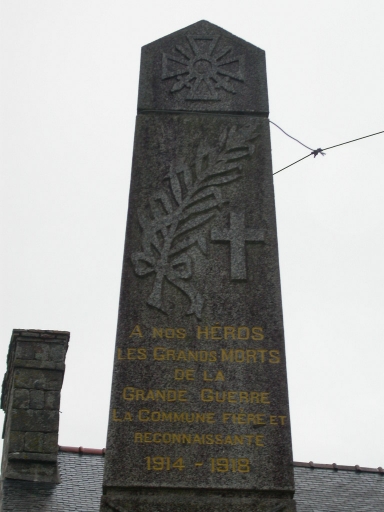 A NOS HÉROS
LES GRANDS MORTS
DE LA
GRANDE GUERRE
LA COMMUNE FIÈRE ET
RECONNAISSANTE
1914 - 1918